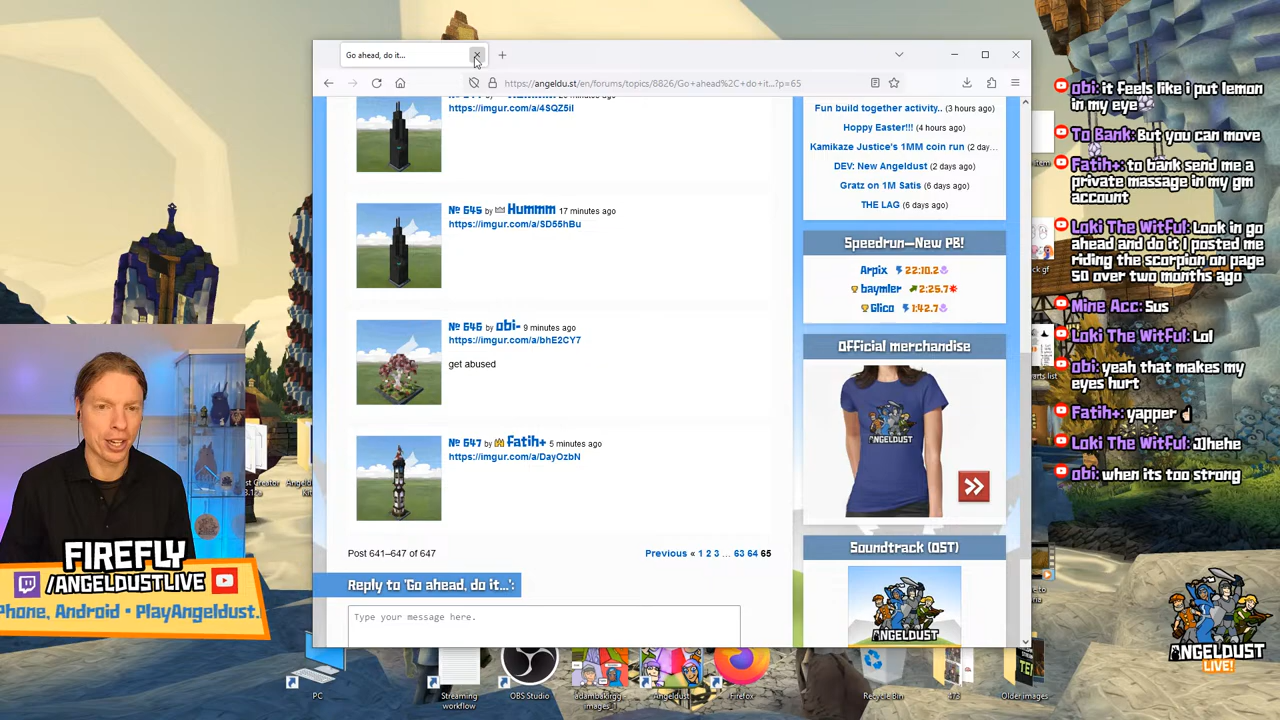 Go ahead, do it...
https://angeldu.st/en/forums/topics/8826/Go+ahead%2C+do+it...?p=65
https://imgur.com/a/4SQZ5iI
№ 645 by Hummm 17 minutes ago
https://imgur.com/a/SD55hBu
№ 646 by obi- 9 minutes ago
https://imgur.com/a/bhE2CY7
get abused
№ 647 by Fatih+ 5 minutes ago
https://imgur.com/a/DayOzbN
Post 641–647 of 647
Previous « 1 2 3 ... 63 64 65
Reply to 'Go ahead, do it...':
Type your message here.
Fun build together activity.. (3 hours ago)
Hoppy Easter!!! (4 hours ago)
Kamikaze Justice's 1MM coin run (2 day…
DEV: New Angeldust (2 days ago)
Gratz on 1M Satis (6 days ago)
THE LAG (6 days ago)
Speedrun—New PB!
Arpix 22:10.2
baymler 2:25.7
Glico 1:42.7
Official merchandise
ANGELDUST
Soundtrack (OST)
ANGELDUST
obi: it feels like i put lemon
in my eye
To Bank: But you can move
Fatih+: to bank send me a
private massage in my gm
account
Loki The Witful: Look in go
ahead and do it I posted me
riding the scorpion on page
50 over two months ago
Mine Acc: Sus
Loki The Witful: Lol
obi: yeah that makes my
eyes hurt
Fatih+: yapper
Loki The Witful: Jjhehe
obi: when its too strong
FIREFLY
/ANGELDUSTLIVE
Phone, Android • PlayAngeldust.
PC
Streaming
workflow
OBS Studio
adambakirgg_
images_1
Angeldust
Firefox
Recycle Bin
473
Older images
ANGELDUST
LIVE!